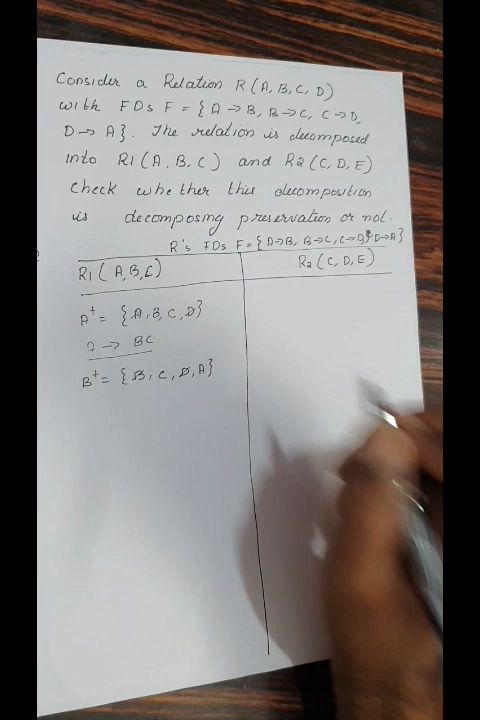 Consider a Relation R(A,B,C,D)
with FDs F = {A→B, B→C, C→D,
D→A}. The relation is decomposed
into R1(A,B,C) and R2(C,D,E)
check whether this decomposition
is decomposing preservation or not.
R's FDs F = {A→B, B→C, C→D, D→A}
R1(A,B,C) R2(C,D,E)
A⁺ = {A,B,C,D}
A → BC
B⁺ = {B,C,D,A}